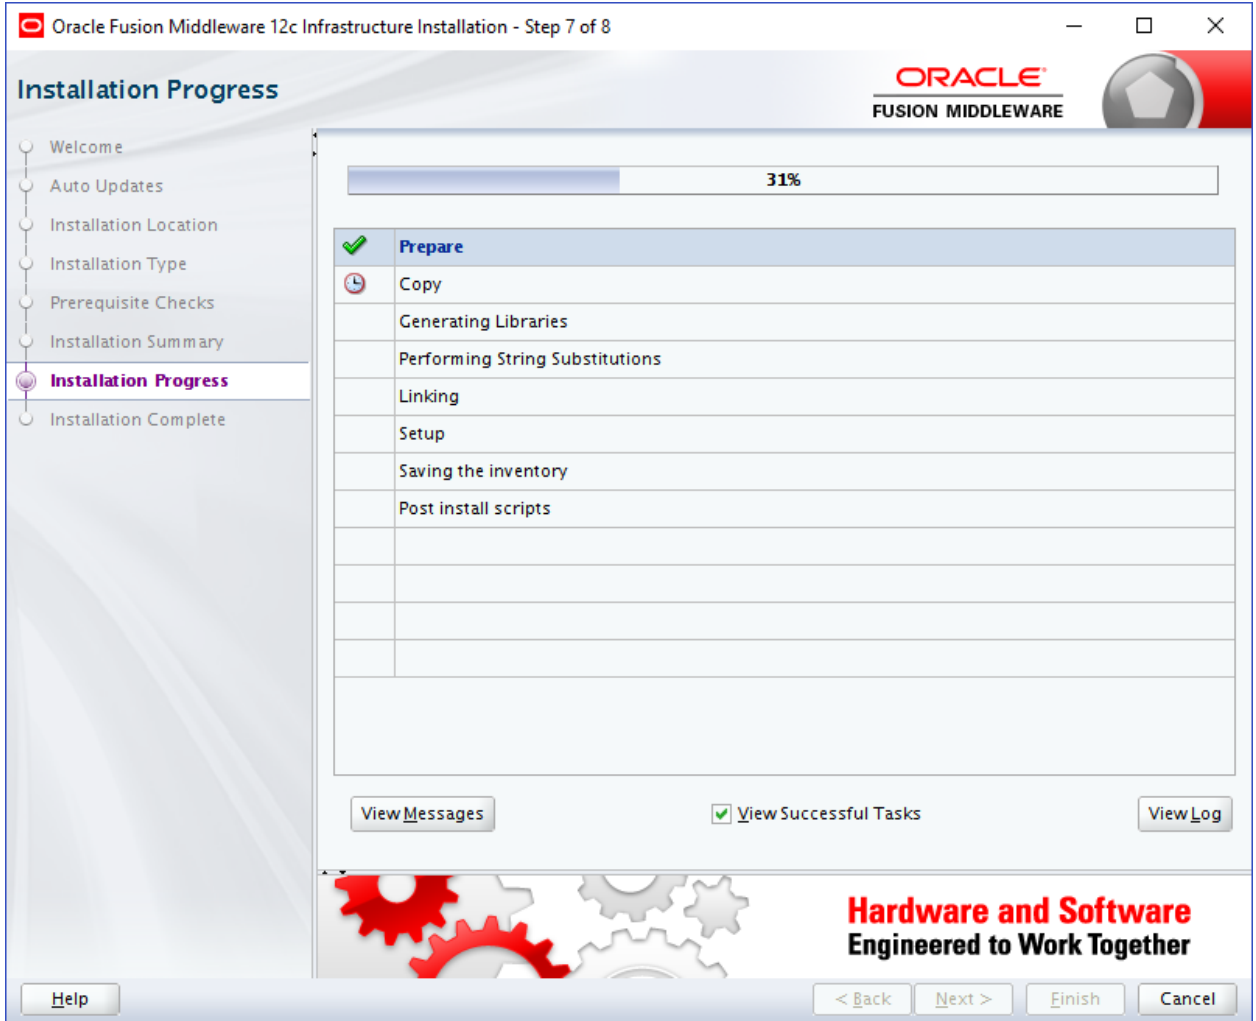 Oracle Fusion Middleware 12c Infrastructure Installation - Step 7 of 8
Installation Progress
ORACLE
FUSION MIDDLEWARE
Welcome
Auto Updates
Installation Location
Installation Type
Prerequisite Checks
Installation Summary
Installation Progress
Installation Complete
31%
Prepare
Copy
Generating Libraries
Performing String Substitutions
Linking
Setup
Saving the inventory
Post install scripts
View Messages
View Successful Tasks
View Log
Hardware and Software
Engineered to Work Together
Help
< Back
Next >
Finish
Cancel